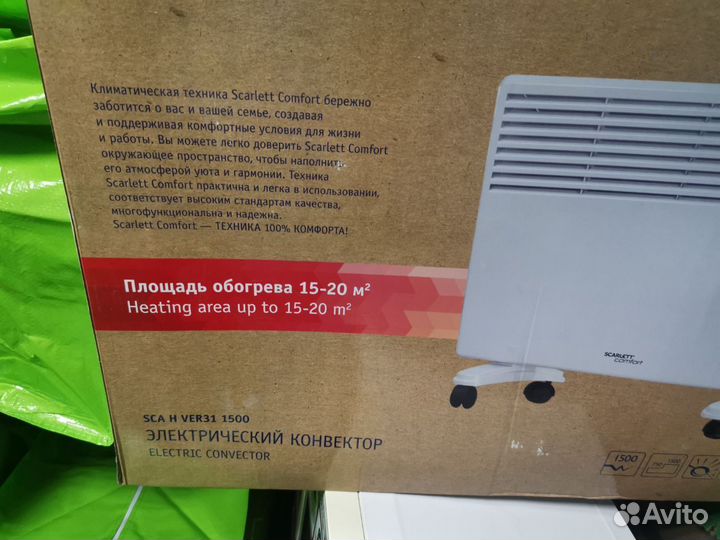 Климатическая техника Scarlett Comfort бережно
заботится о вас и вашей семье, создавая
и поддерживая комфортные условия для жизни
и работы. Вы можете легко доверить Scarlett Comfort
окружающее пространство, чтобы наполнить
его атмосферой уюта и гармонии. Техника
Scarlett Comfort практична и легка в использовании,
соответствует высоким стандартам качества,
многофункциональна и надежна.
Scarlett Comfort — ТЕХНИКА 100% КОМФОРТА!
Площадь обогрева 15-20 м²
Heating area up to 15-20 m²
SCARLETT
comfort
SCA H VER31 1500
ЭЛЕКТРИЧЕСКИЙ КОНВЕКТОР
ELECTRIC CONVECTOR
1500
750 1500
Avito